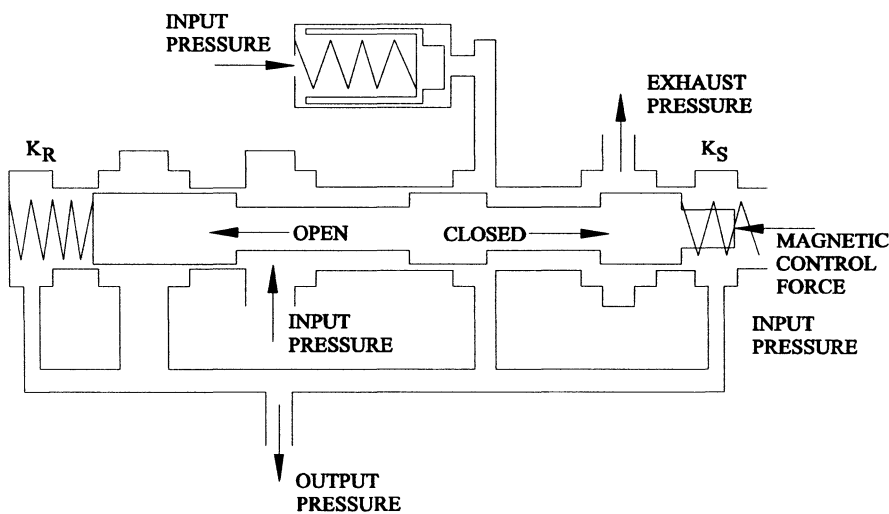 INPUT
PRESSURE
EXHAUST
PRESSURE
KR
KS
OPEN
CLOSED
MAGNETIC
CONTROL
FORCE
INPUT
PRESSURE
INPUT
PRESSURE
OUTPUT
PRESSURE